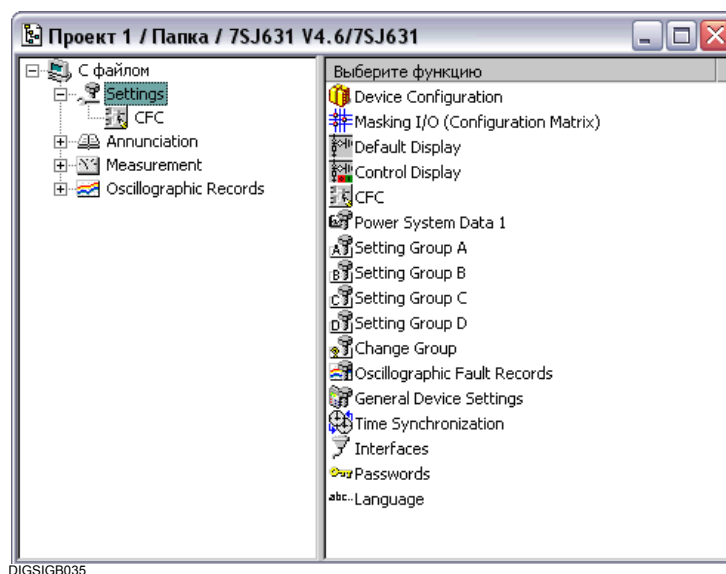 Проект 1 / Папка / 7SJ631 V4.6/7SJ631
С файлом
Settings
CFC
Annunciation
Measurement
Oscillographic Records
Выберите функцию
Device Configuration
Masking I/O (Configuration Matrix)
Default Display
Control Display
CFC
Power System Data 1
Setting Group A
Setting Group B
Setting Group C
Setting Group D
Change Group
Oscillographic Fault Records
General Device Settings
Time Synchronization
Interfaces
Passwords
abc.. Language
DIGSIGB035